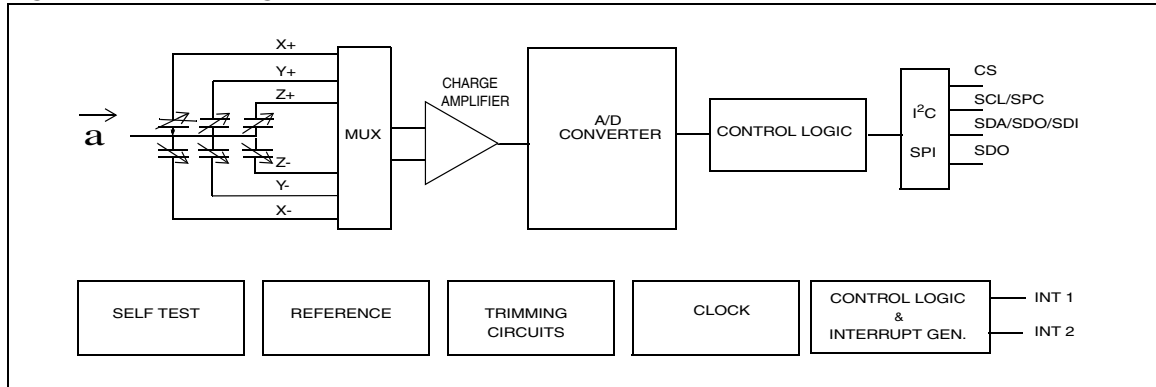 X+
Y+
Z+
a
Z-
Y-
X-
MUX
CHARGE
AMPLIFIER
A/D
CONVERTER
CONTROL LOGIC
I²C
SPI
CS
SCL/SPC
SDA/SDO/SDI
SDO
SELF TEST
REFERENCE
TRIMMING
CIRCUITS
CLOCK
CONTROL LOGIC
&
INTERRUPT GEN.
INT 1
INT 2